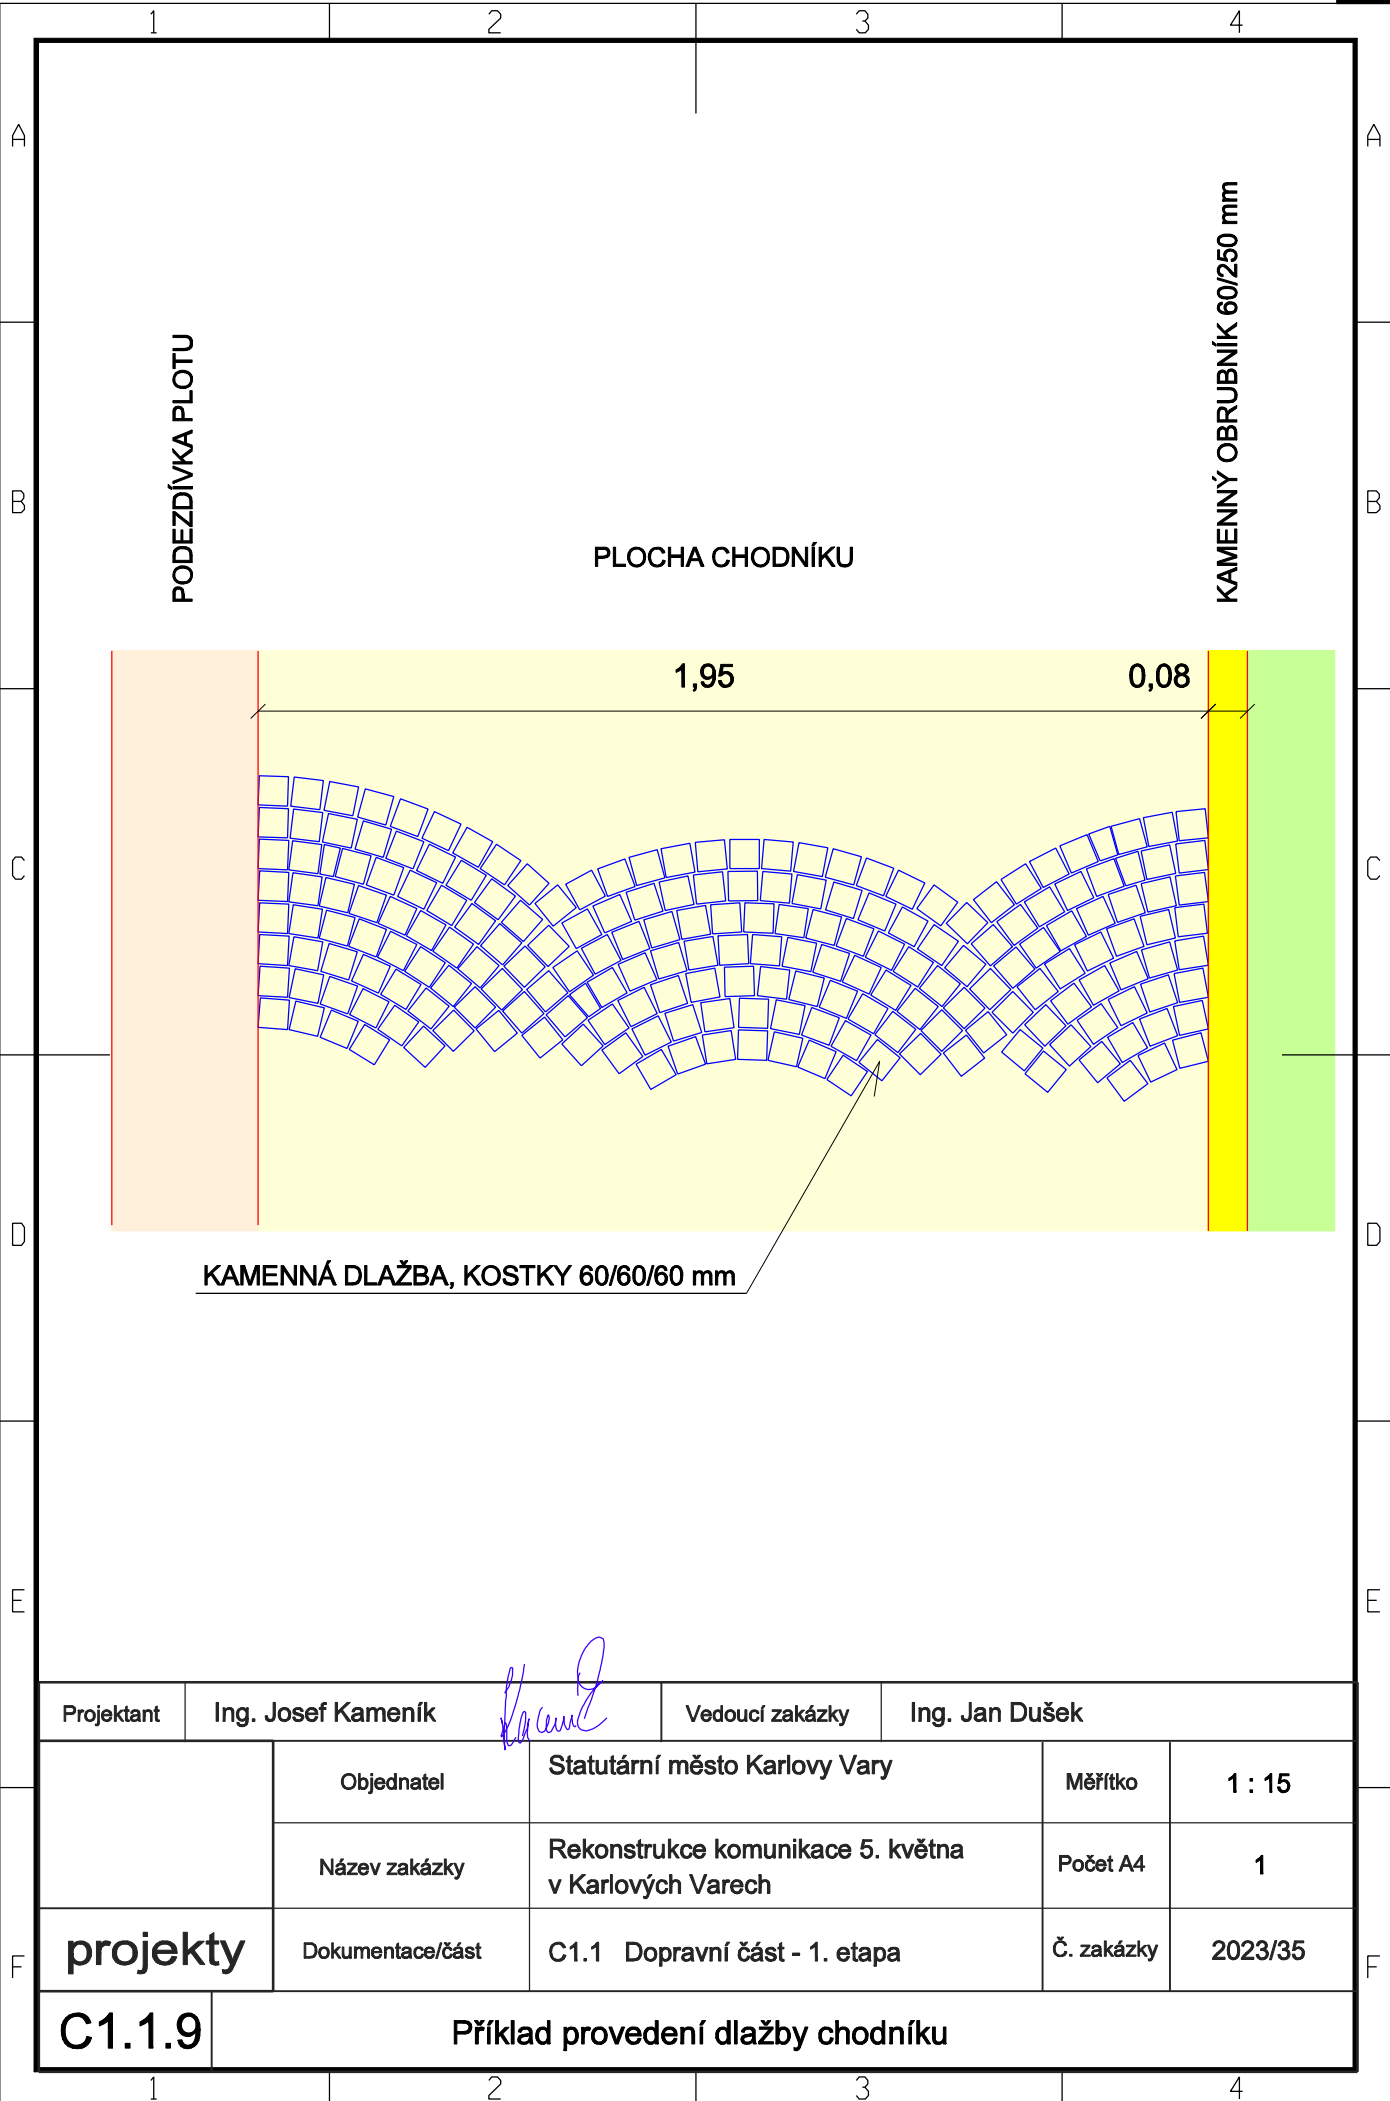 1 2 3 4
A A
KAMENNÝ OBRUBNÍK 60/250 mm
PODEZDÍVKA PLOTU
B B
PLOCHA CHODNÍKU
1,95 0,08
C C
D D
KAMENNÁ DLAŽBA, KOSTKY 60/60/60 mm
E E
Projektant Ing. Josef Kameník Vedoucí zakázky Ing. Jan Dušek
Objednatel Statutární město Karlovy Vary Měřítko 1 : 15
Název zakázky Rekonstrukce komunikace 5. května
v Karlových Varech
Počet A4 1
projekty Dokumentace/část C1.1 Dopravní část - 1. etapa Č. zakázky 2023/35
F F
C1.1.9 Příklad provedení dlažby chodníku
1 2 3 4